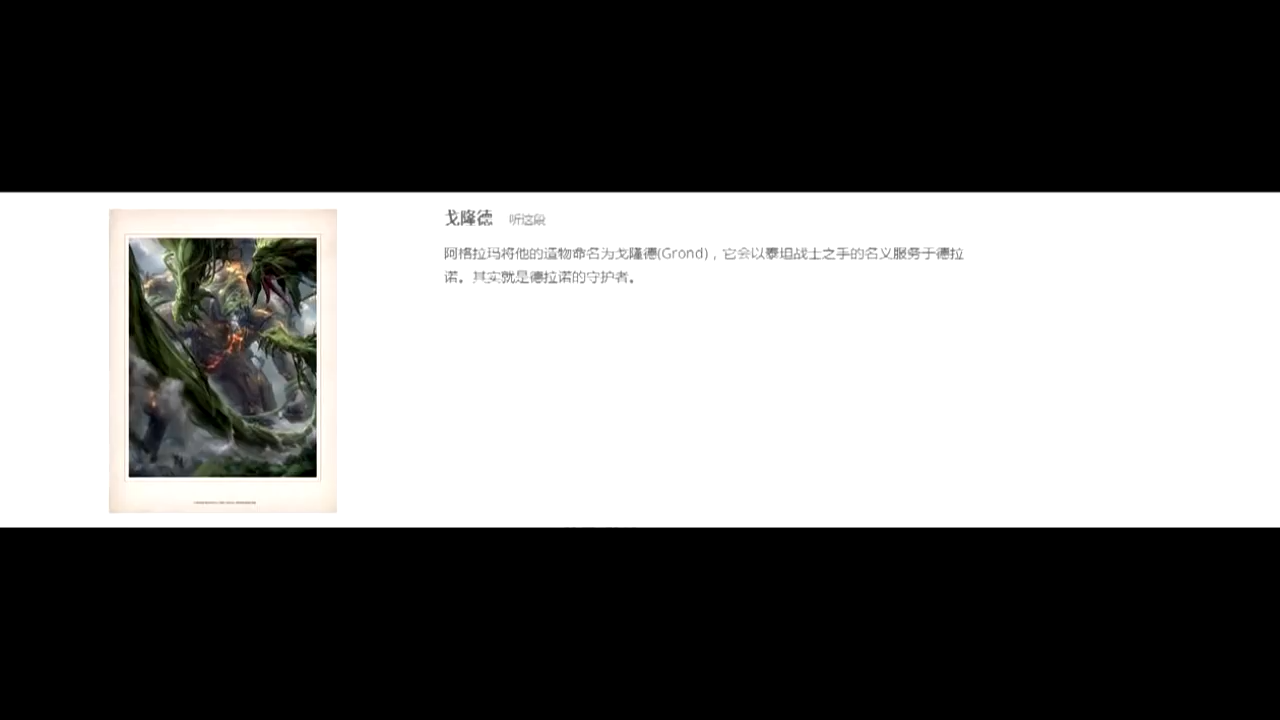 戈隆德 听这段
阿格拉玛将他的造物命名为戈隆德(Grond)，它会以泰坦战士之手的名义服务于德拉
诺。其实就是德拉诺的守护者。